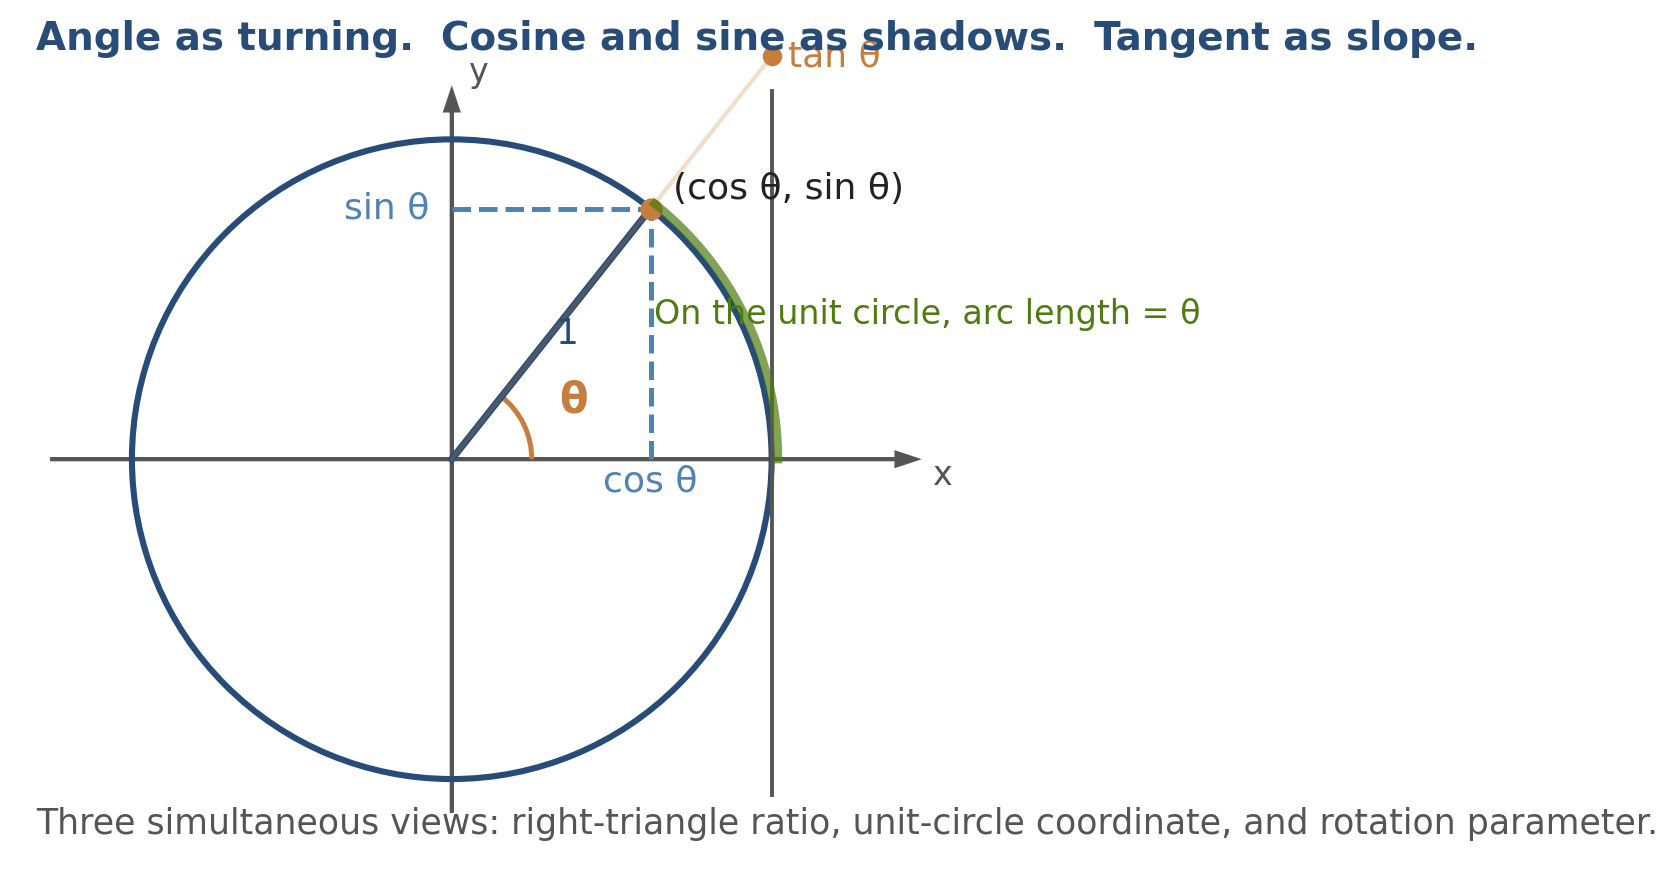 Angle as turning.  Cosine and sine as shadows.  Tangent as slope.
tan θ
y
(cos θ, sin θ)
sin θ
On the unit circle, arc length = θ
1
θ
cos θ
x
Three simultaneous views: right-triangle ratio, unit-circle coordinate, and rotation parameter.